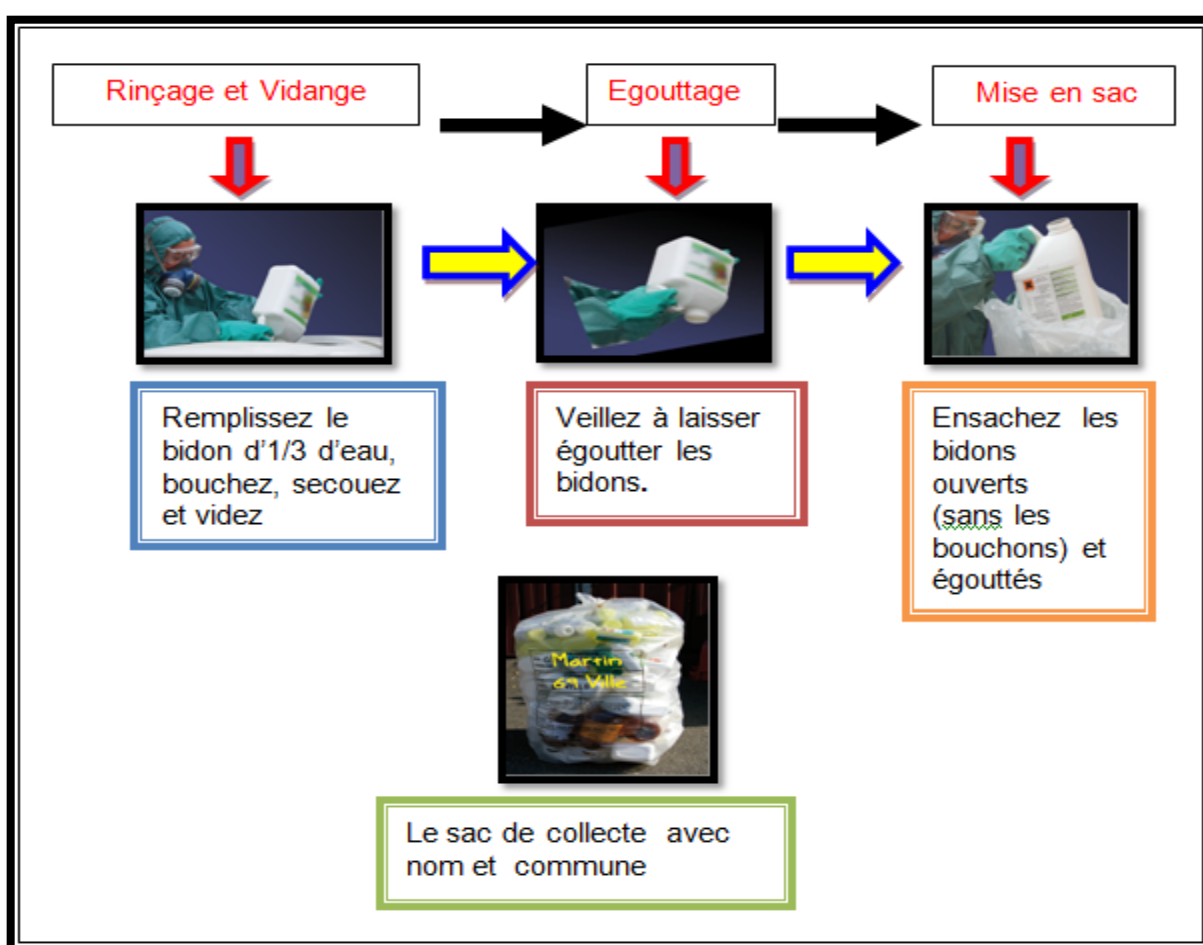 Rinçage et Vidange
Egouttage
Mise en sac
Remplissez le
bidon d'1/3 d'eau,
bouchez, secouez
et videz
Veillez à laisser
égoutter les
bidons.
Ensachez les
bidons
ouverts
(sans les
bouchons) et
égouttés
Martin
69 Ville
Le sac de collecte avec
nom et commune